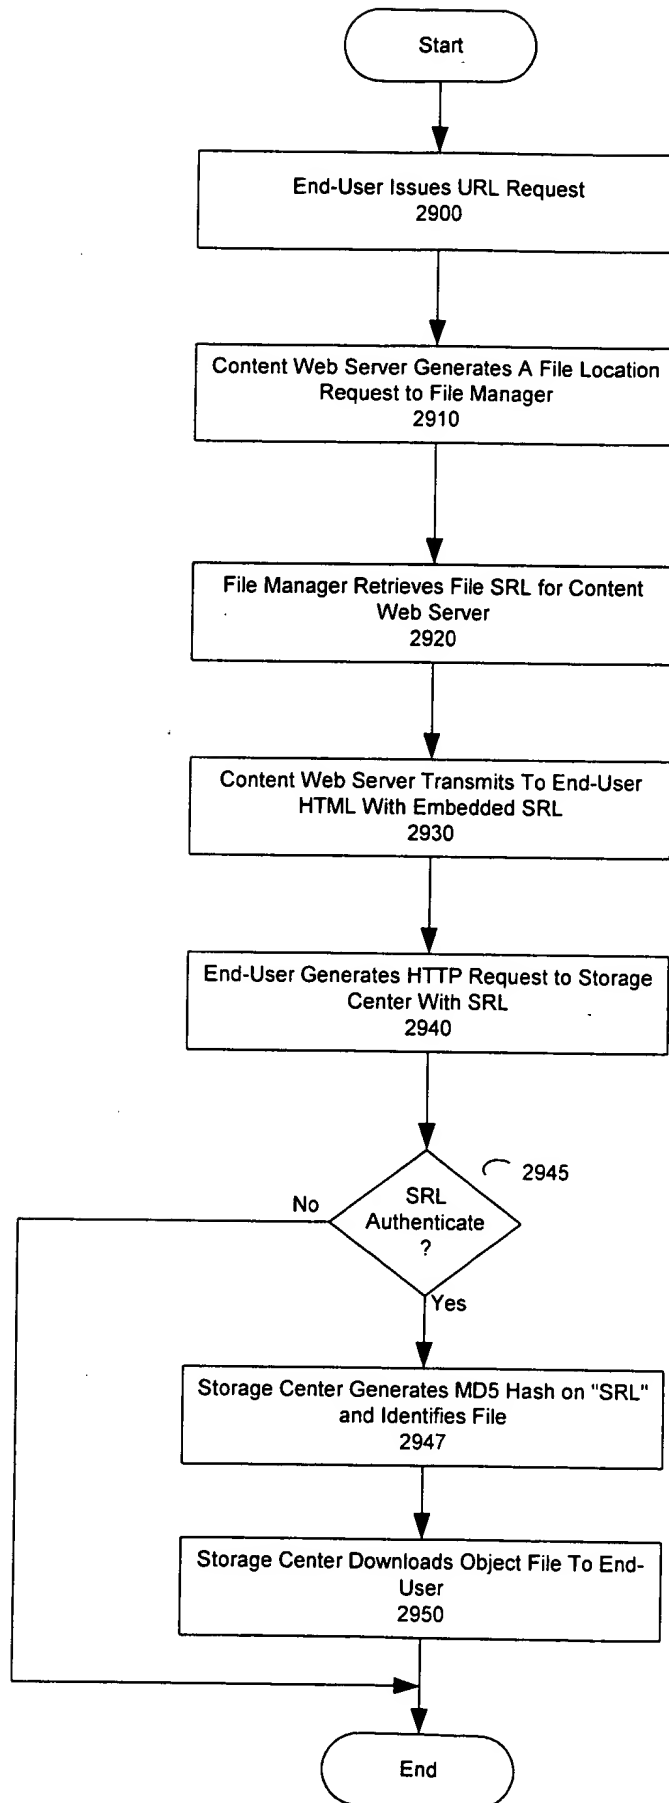 Start
End-User Issues URL Request
2900
Content Web Server Generates A File Location
Request to File Manager
2910
File Manager Retrieves File SRL for Content
Web Server
2920
Content Web Server Transmits To End-User
HTML With Embedded SRL
2930
End-User Generates HTTP Request to Storage
Center With SRL
2940
2945
No
SRL
Authenticate
?
Yes
Storage Center Generates MD5 Hash on "SRL"
and Identifies File
2947
Storage Center Downloads Object File To End-
User
2950
End